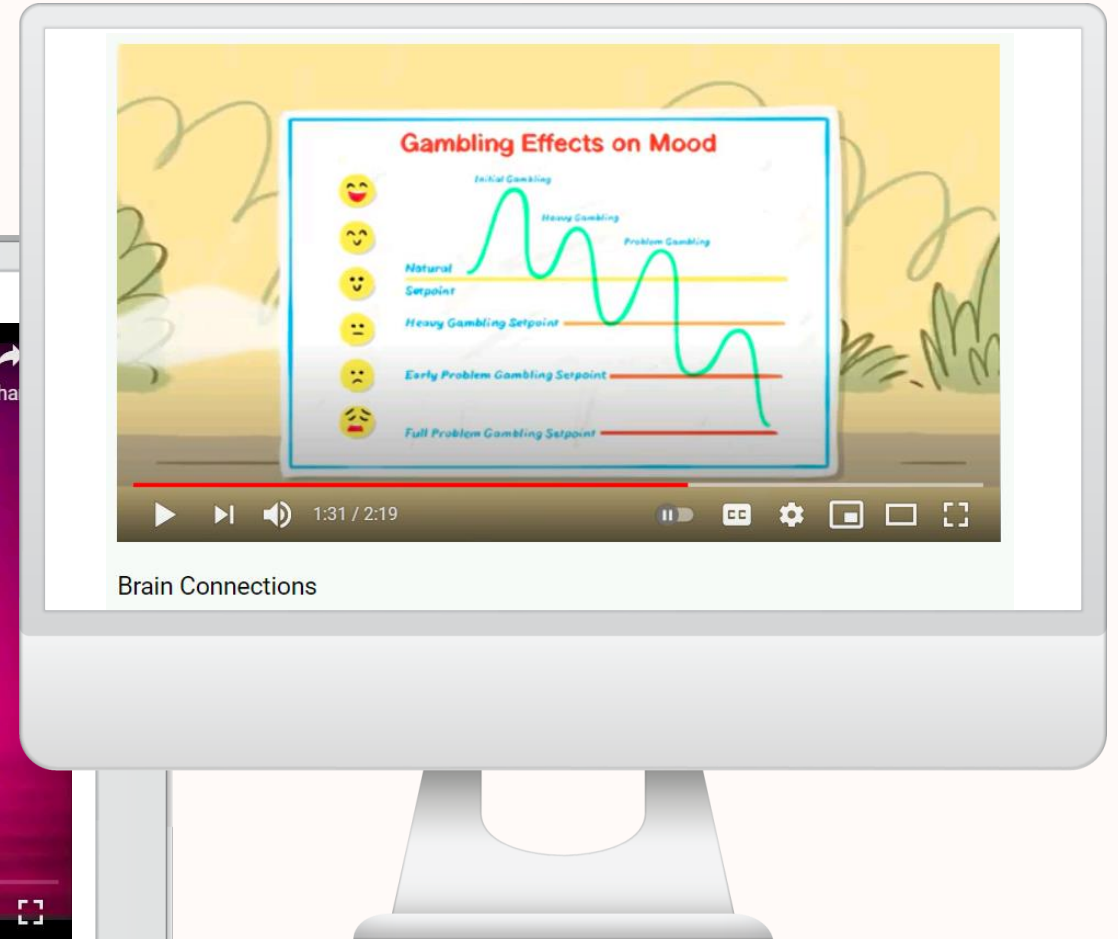 Gambling Effects on Mood
Initial Gambling
Heavy Gambling
Problem Gambling
Natural
Setpoint
Heavy Gambling Setpoint
Early Problem Gambling Setpoint
Full Problem Gambling Setpoint
1:31 / 2:19
CC
Brain Connections